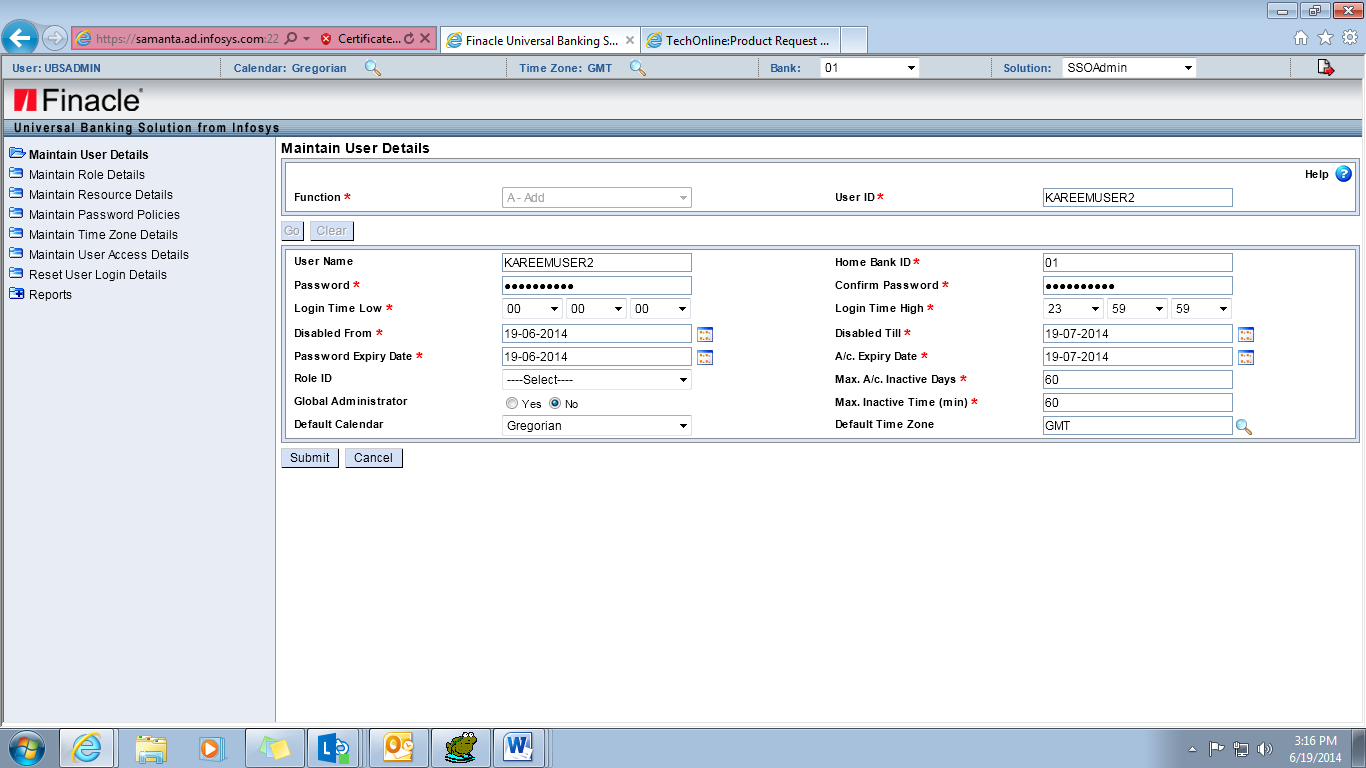 https://samanta.ad.infosys.com:22
Certificate...
Finacle Universal Banking S...
TechOnline:Product Request ...
User: UBSADMIN
Calendar: Gregorian
Time Zone: GMT
Bank: 01
Solution: SSOAdmin
Finacle
Universal Banking Solution from Infosys
Maintain User Details
Maintain Role Details
Maintain Resource Details
Maintain Password Policies
Maintain Time Zone Details
Maintain User Access Details
Reset User Login Details
Reports
Maintain User Details
Help ?
Function * A - Add User ID * KAREEMUSER2
Go Clear
User Name KAREEMUSER2 Home Bank ID * 01
Password * •••••••••• Confirm Password * ••••••••••
Login Time Low * 00 00 00 Login Time High * 23 59 59
Disabled From * 19-06-2014 Disabled Till * 19-07-2014
Password Expiry Date * 19-06-2014 A/c. Expiry Date * 19-07-2014
Role ID ----Select---- Max. A/c. Inactive Days * 60
Global Administrator Yes No Max. Inactive Time (min) * 60
Default Calendar Gregorian Default Time Zone GMT
Submit Cancel
3:16 PM
6/19/2014